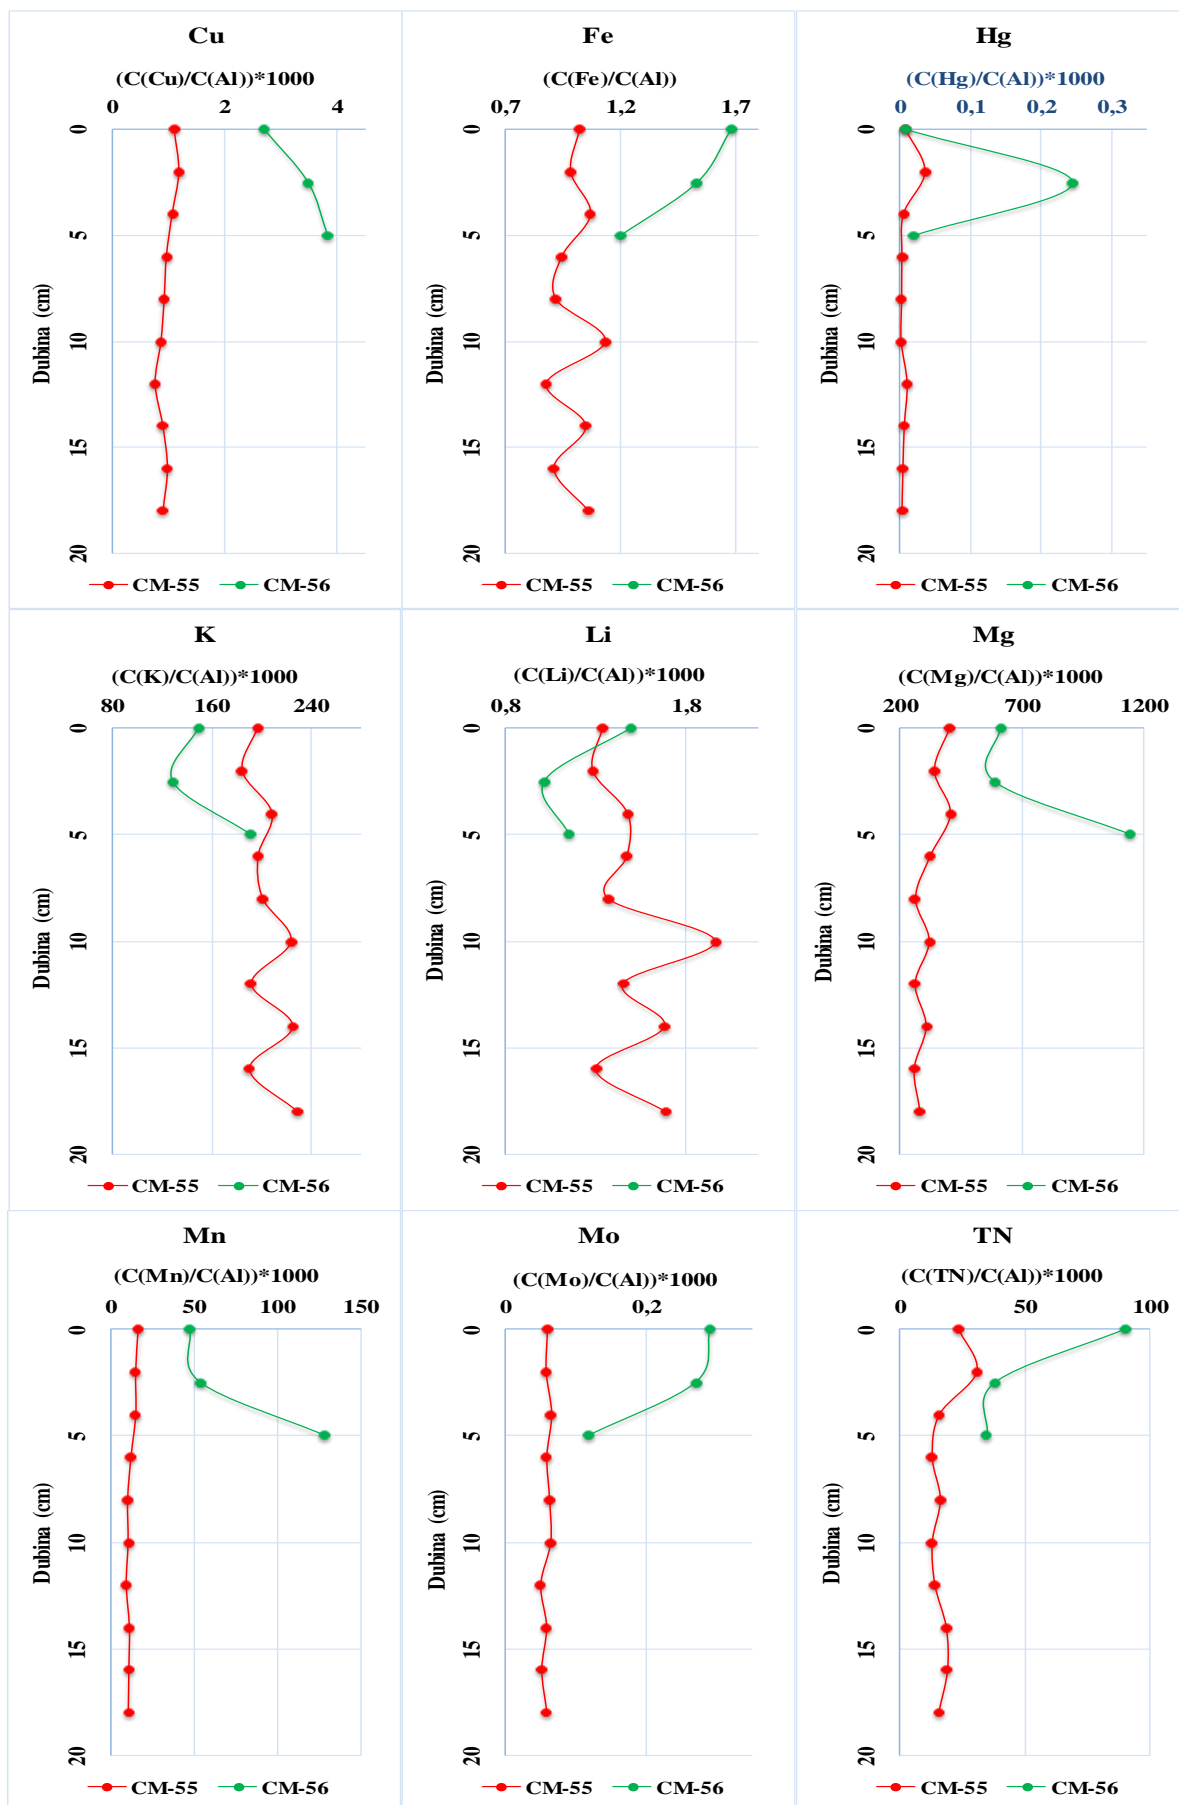 Cu
(C(Cu)/C(Al))*1000
0 2 4
0
5
10
15
20
Dubina (cm)
CM-55 CM-56
Fe
(C(Fe)/C(Al))
0,7 1,2 1,7
0
5
10
15
20
Dubina (cm)
CM-55 CM-56
Hg
(C(Hg)/C(Al))*1000
0 0,1 0,2 0,3
0
5
10
15
20
Dubina (cm)
CM-55 CM-56
K
(C(K)/C(Al))*1000
80 160 240
0
5
10
15
20
Dubina (cm)
CM-55 CM-56
Li
(C(Li)/C(Al))*1000
0,8 1,8
0
5
10
15
20
Dubina (cm)
CM-55 CM-56
Mg
(C(Mg)/C(Al))*1000
200 700 1200
0
5
10
15
20
Dubina (cm)
CM-55 CM-56
Mn
(C(Mn)/C(Al))*1000
0 50 100 150
0
5
10
15
20
Dubina (cm)
CM-55 CM-56
Mo
(C(Mo)/C(Al))*1000
0 0,2
0
5
10
15
20
Dubina (cm)
CM-55 CM-56
TN
(C(TN)/C(Al))*1000
0 50 100
0
5
10
15
20
Dubina (cm)
CM-55 CM-56